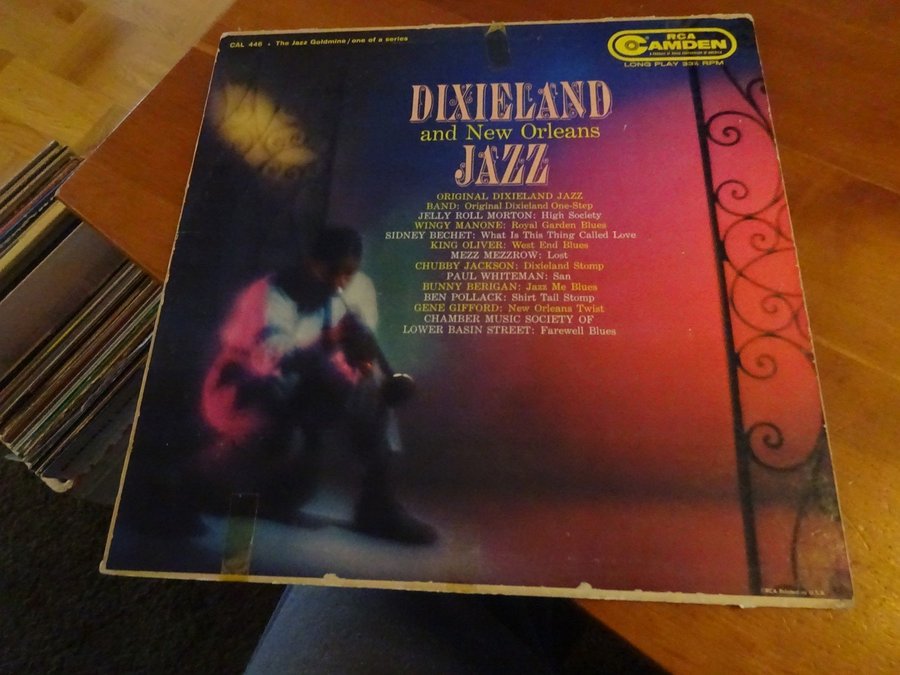 CAL 446 • The Jazz Goldmine/one of a series
RCA
CAMDEN
LONG PLAY 33⅓ RPM
DIXIELAND
and New Orleans
JAZZ
ORIGINAL DIXIELAND JAZZ
BAND: Original Dixieland One-Step
JELLY ROLL MORTON: High Society
WINGY MANONE: Royal Garden Blues
SIDNEY BECHET: What Is This Thing Called Love
KING OLIVER: West End Blues
MEZZ MEZZROW: Lost
CHUBBY JACKSON: Dixieland Stomp
PAUL WHITEMAN: San
BUNNY BERIGAN: Jazz Me Blues
BEN POLLACK: Shirt Tail Stomp
GENE GIFFORD: New Orleans Twist
CHAMBER MUSIC SOCIETY OF
LOWER BASIN STREET: Farewell Blues
RCA Printed in U.S.A.